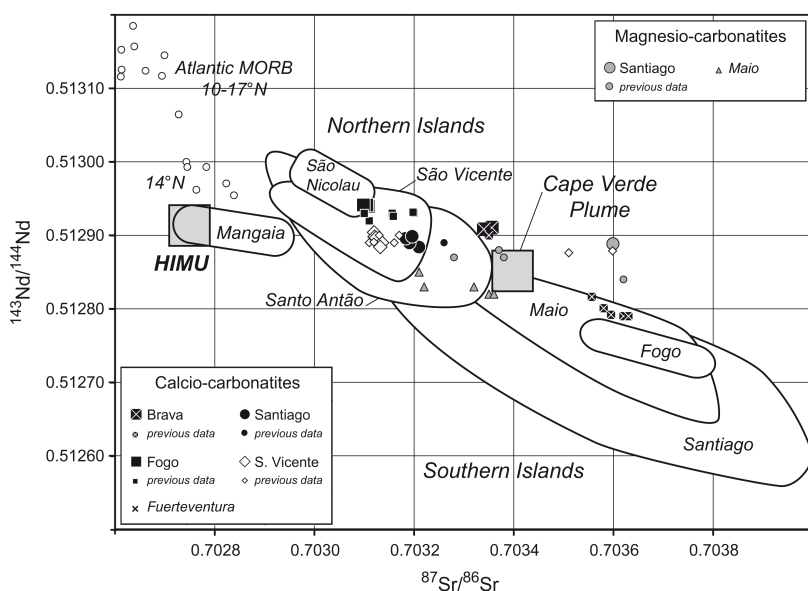 Magnesio-carbonatites
Santiago
Maio
previous data
Atlantic MORB
10-17°N
14°N
Northern Islands
São
Nicolau
São Vicente
Cape Verde
Plume
Mangaia
HIMU
Santo Antão
Maio
Fogo
Santiago
Southern Islands
Calcio-carbonatites
Brava
Santiago
previous data
previous data
Fogo
S. Vicente
previous data
previous data
Fuerteventura
0.51310
0.51300
0.51290
0.51280
0.51270
0.51260
143Nd/144Nd
0.7028
0.7030
0.7032
0.7034
0.7036
0.7038
87Sr/86Sr